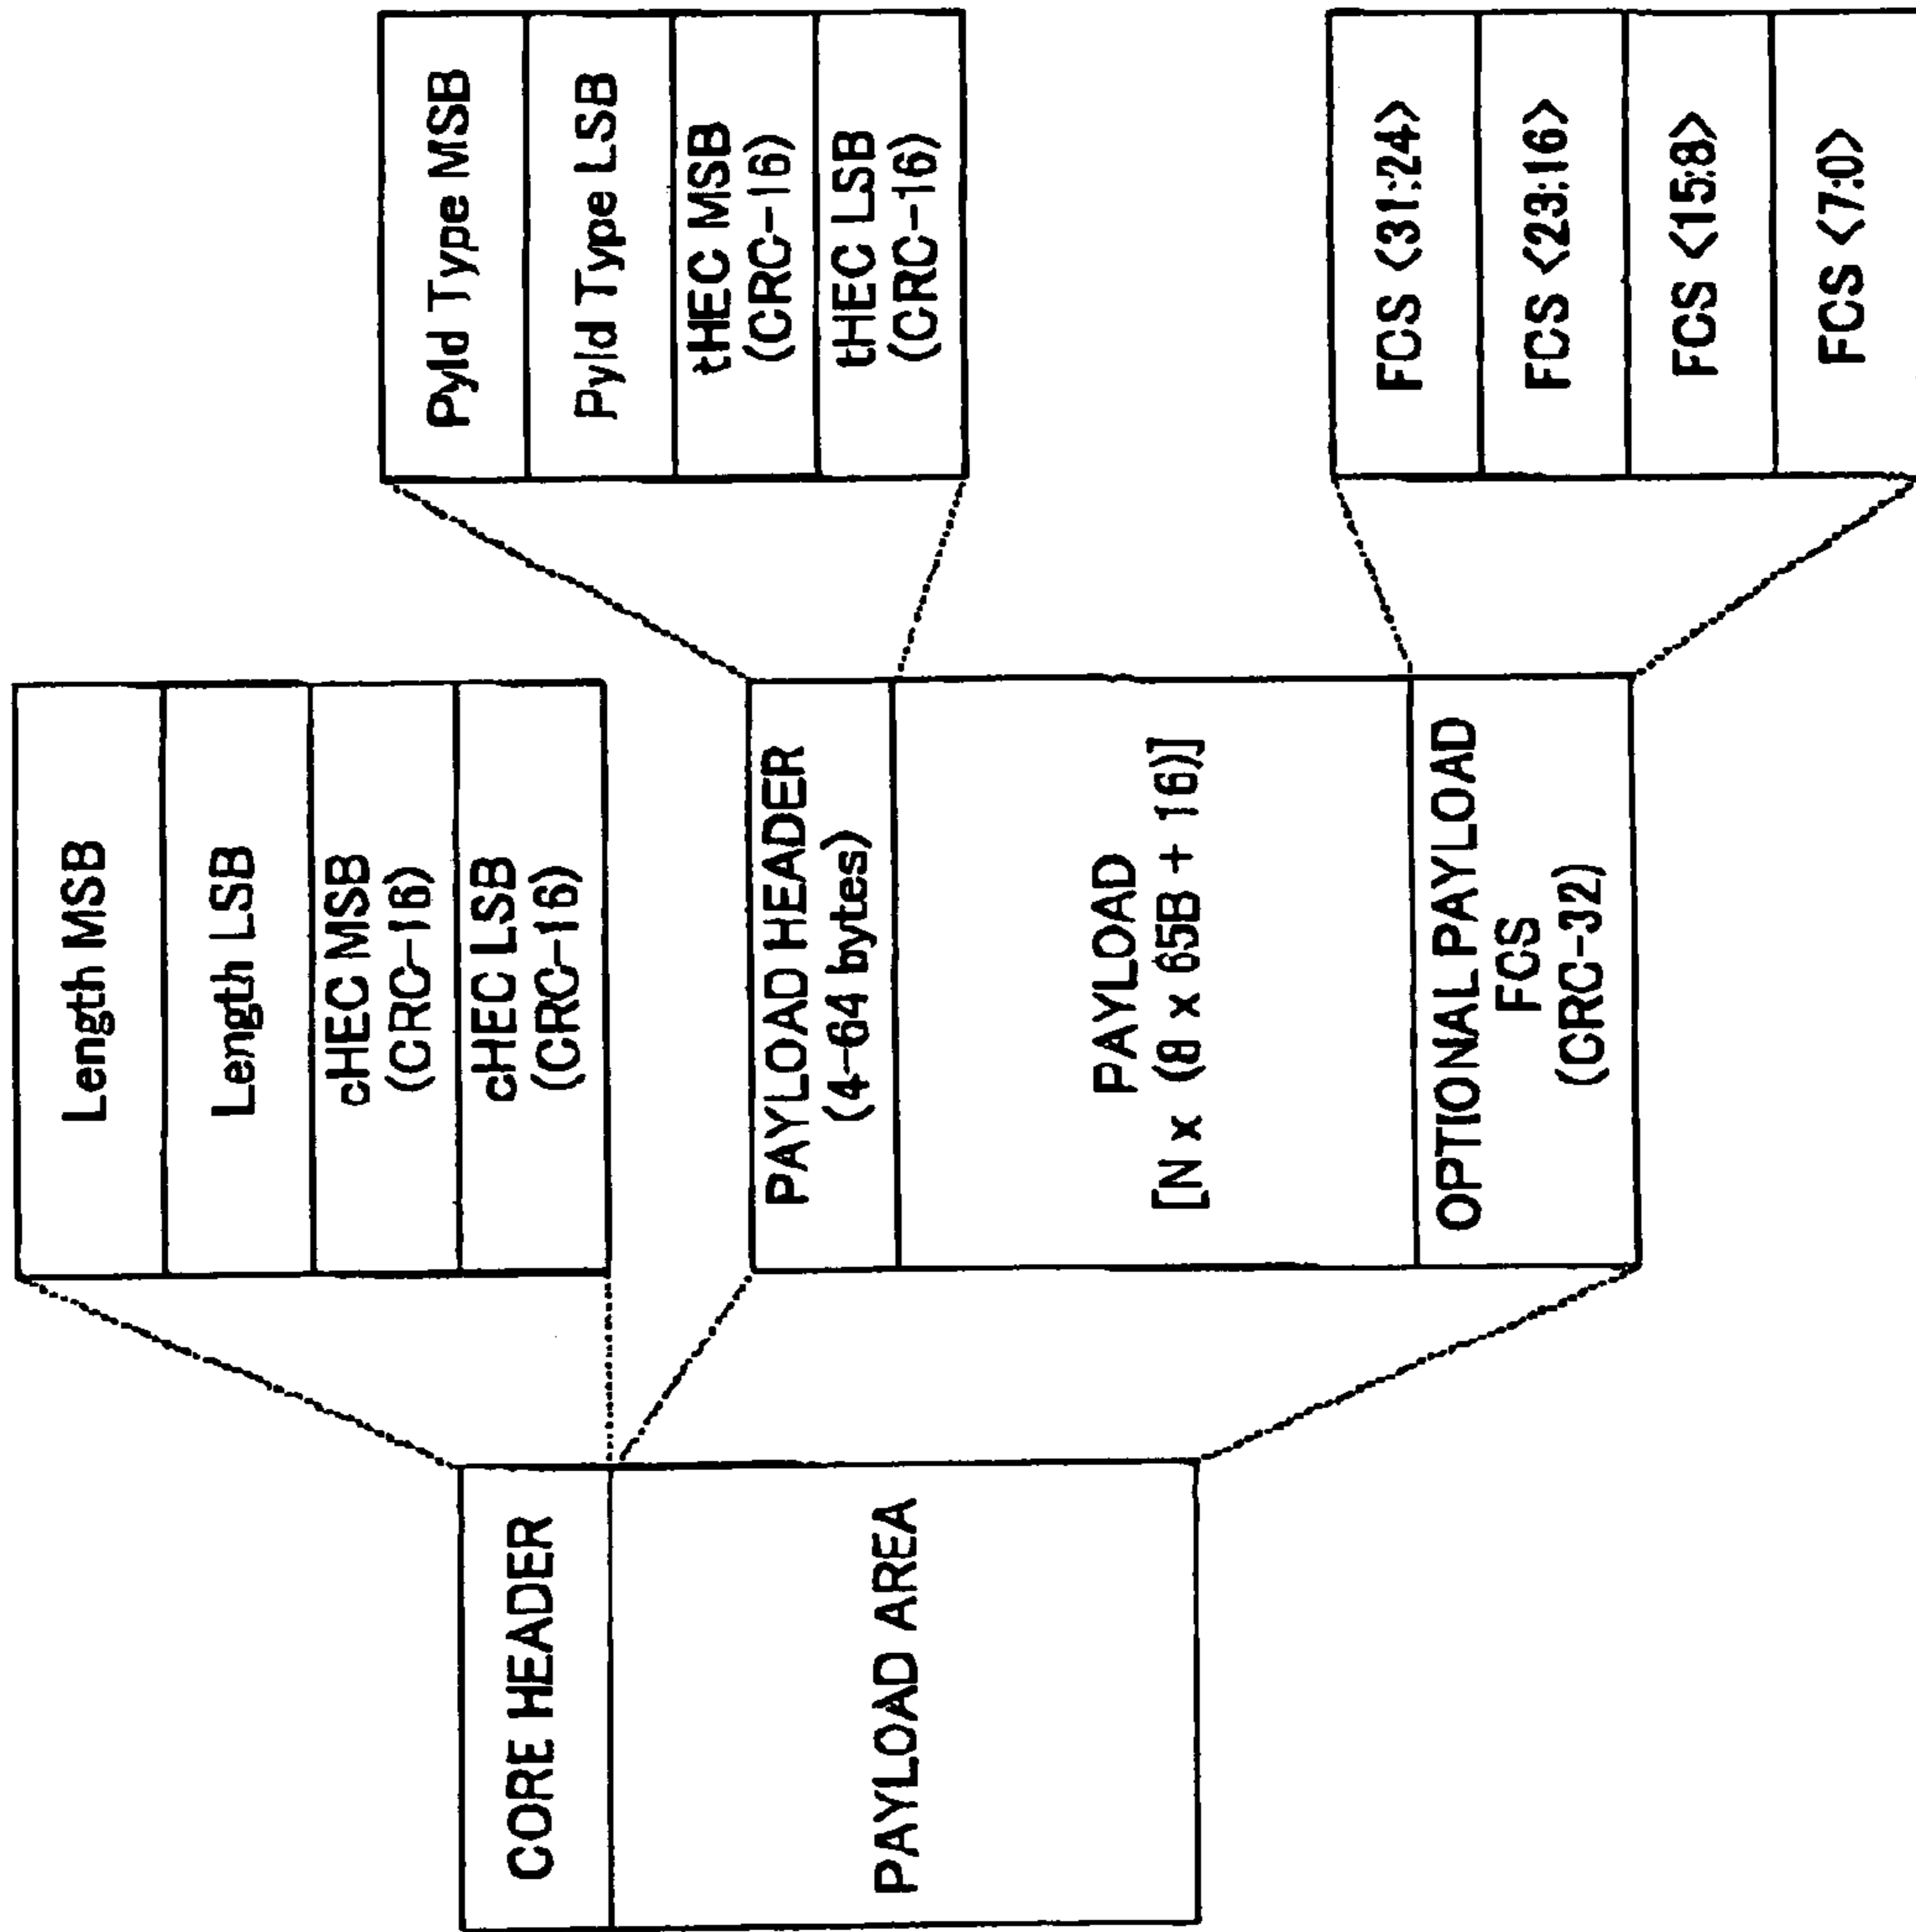 CORE HEADER
PAYLOAD AREA
Length MSB
Length LSB
cHEC MSB
(CRC-16)
cHEC LSB
(CRC-16)
PAYLOAD HEADER
(4-64 bytes)
PAYLOAD
[N x (8 x 65B + 16)]
OPTIONAL PAYLOAD
FCS
(CRC-32)
Pyld Type MSB
Pyld Type LSB
tHEC MSB
(CRC-16)
tHEC LSB
(CRC-16)
FCS <31:24>
FCS <23:16>
FCS <15:8>
FCS <7:0>